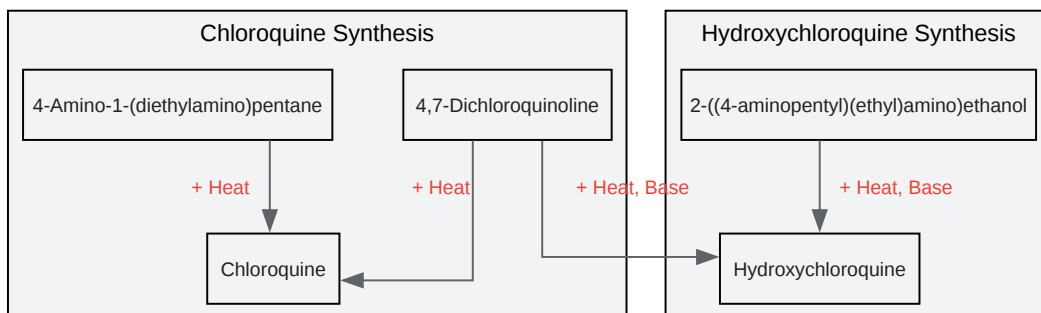 Chloroquine Synthesis
Hydroxychloroquine Synthesis
4-Amino-1-(diethylamino)pentane
4,7-Dichloroquinoline
2-((4-aminopentyl)(ethyl)amino)ethanol
+ Heat
+ Heat
+ Heat, Base
+ Heat, Base
Chloroquine
Hydroxychloroquine